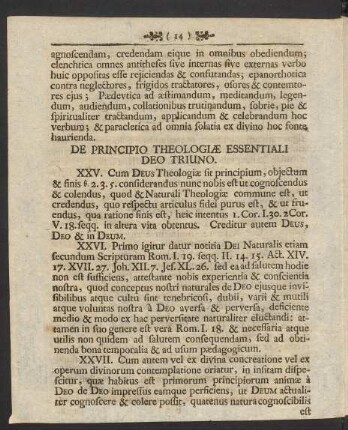 (14)
agnoscendam, credendam eique in omnibus obediendum;
elenchtica omnes antitheses sive internas sive externas verbo
huic oppositas esse rejiciendas & confutandas; epanorthotica
contra neglectores, frigidos tractatores, osores & contemto-
res ejus; Pædevtica ad æstimandum, meditandum, legen-
dum, audiendum, collationibus trutinandum, sobrie, pie &
spiritualiter tractandum, applicandum & celebrandum hoc
verbum; & paracletica ad omnia solatia ex divino hoc fonte
haurienda.
DE PRINCIPIO THEOLOGIÆ ESSENTIALI
DEO TRIUNO.
XXV. Cum DEUS Theologiæ sit principium, objectum
& finis §. 2. 3. 5. considerandus nunc nobis est ut cognoscendus
& colendus, quod & Naturali Theologiæ commune est, ut
credendus, quo respectu articulus fidei purus est, & ut fru-
endus, qua ratione finis est, heic intentus 1. Cor. I.30. 2Cor.
V. 18. seqq. in altera vita obtentus. Creditur autem DEUS,
DEO & in DEUM.
XXVI. Primo igitur datur notitia DEI Naturalis etiam
secundum Scripturam Rom. I. 19. seqq. II. 14. 15. Act. XIV.
17. XVII. 27. Joh. XII. 7. Jes. XL. 26. sed ea ad salutem hodie
non est sufficiens, attestante nobis experientia & conscientia
nostra, quod conceptus nostri naturales de DEO ejusque invi-
sibilibus atque cultu sint tenebricosi, dubii, varii & mutili
atque voluntas nostra à DEO aversa & perversa, deficiente
medio & modo ex hac perversitate naturaliter eluctandi: at-
tamen in suo genere est vera Rom. I. 18. & necessaria atque
utilis non quidem ad salutem consequendam, sed ad obti-
nenda bona temporalia & ad usum pædagogicum.
XXVII. Cum autem vel ex divina concreatione vel ex
operum divinorum contemplatione oriatur, in insitam dispe-
scitur, quæ habitus est primorum principiorum animæ à
DEO de DEO impressus eamque perficiens, ut DEUM actuali-
ter cognoscere & colere possit, quatenus natura cognoscibilis
est